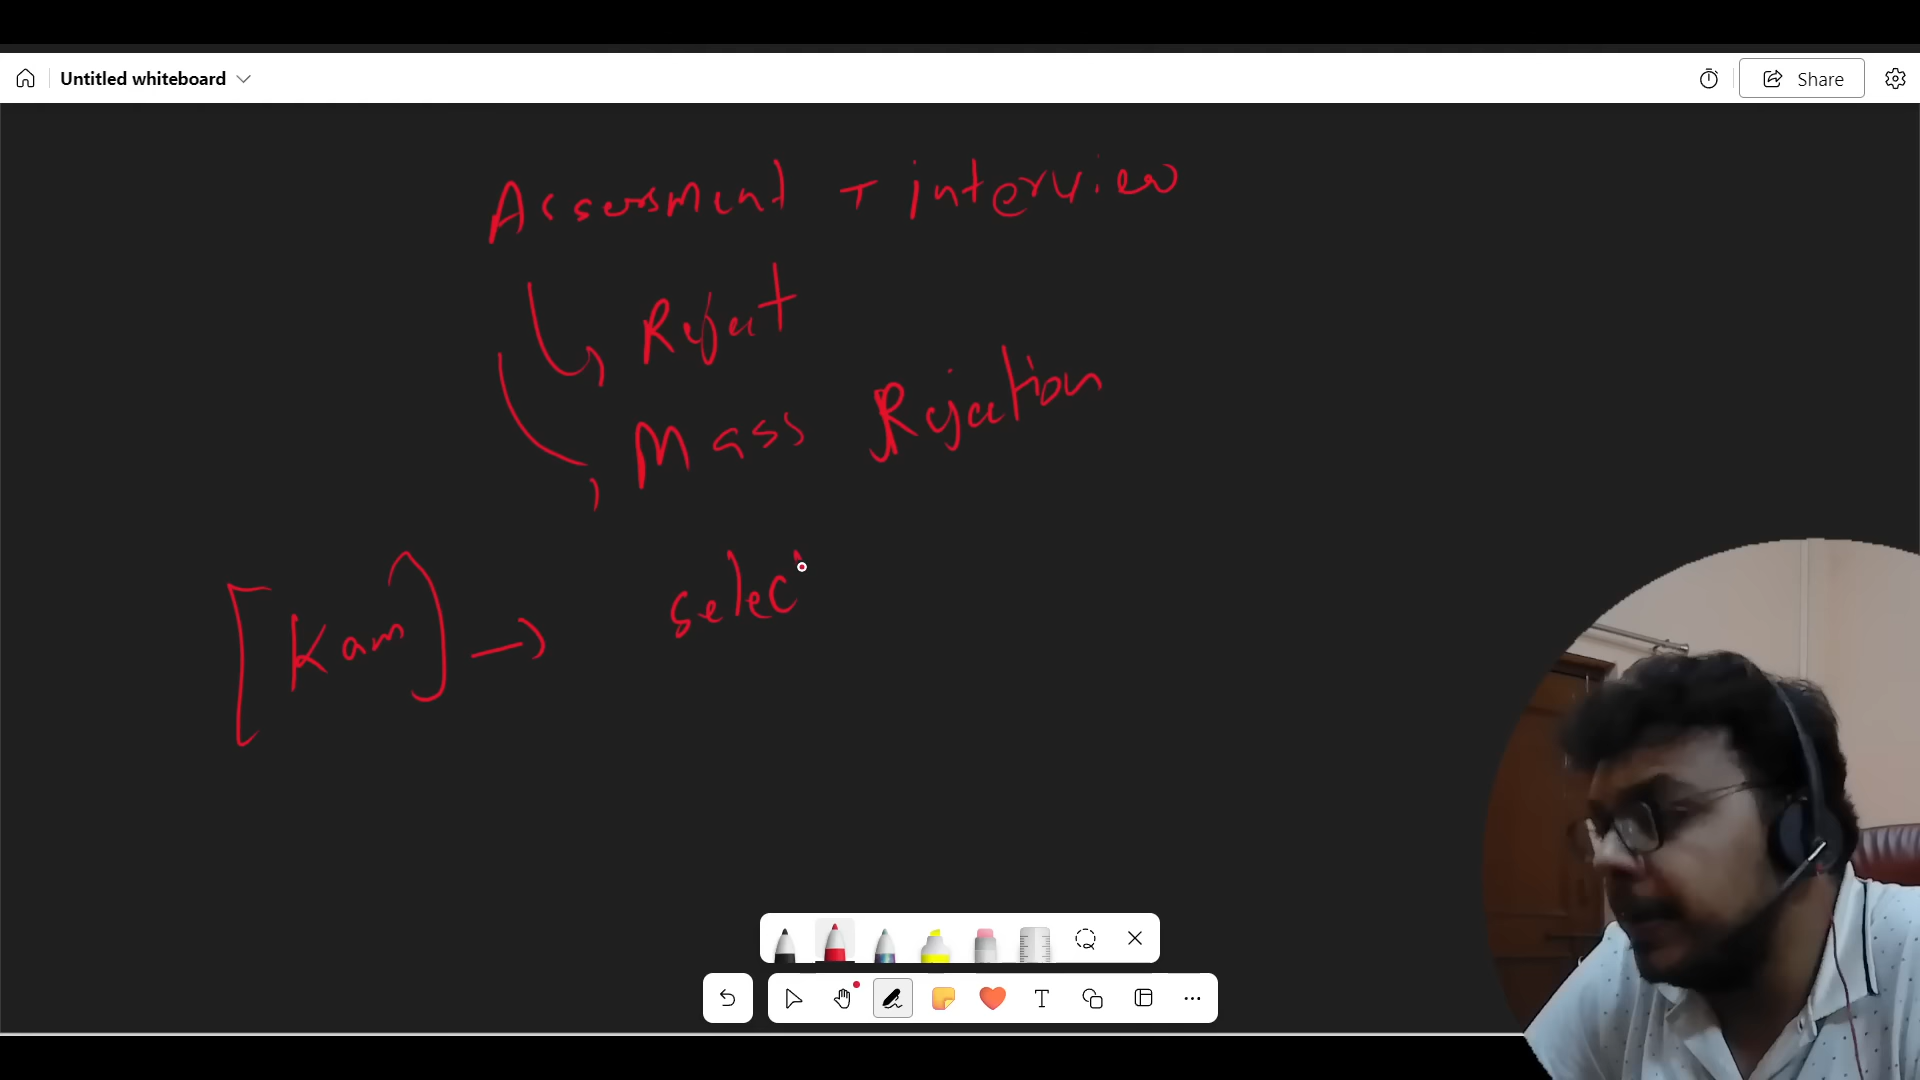 Untitled whiteboard
Share
Assessment + interview
Reject
Mass Rejection
[Kam] → selec
T